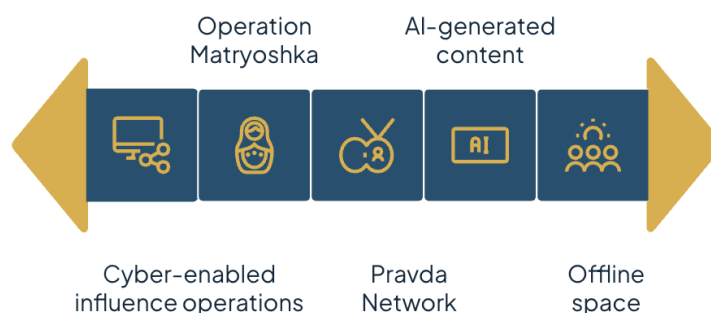 Operation
Matryoshka
AI-generated
content
AI
Cyber-enabled
influence operations
Pravda
Network
Offline
space